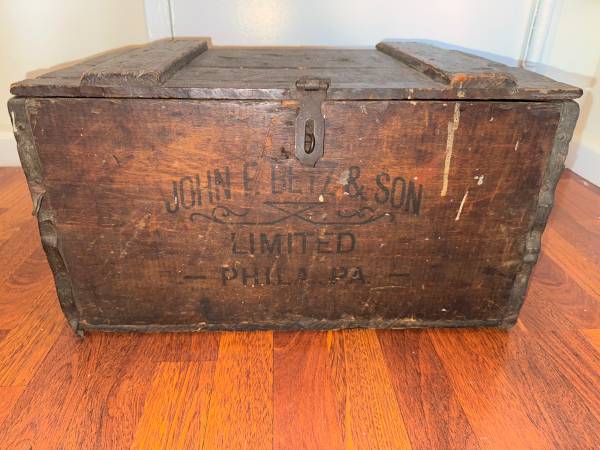 JOHN F. BETZ & SON
LIMITED
— PHILA. PA. —